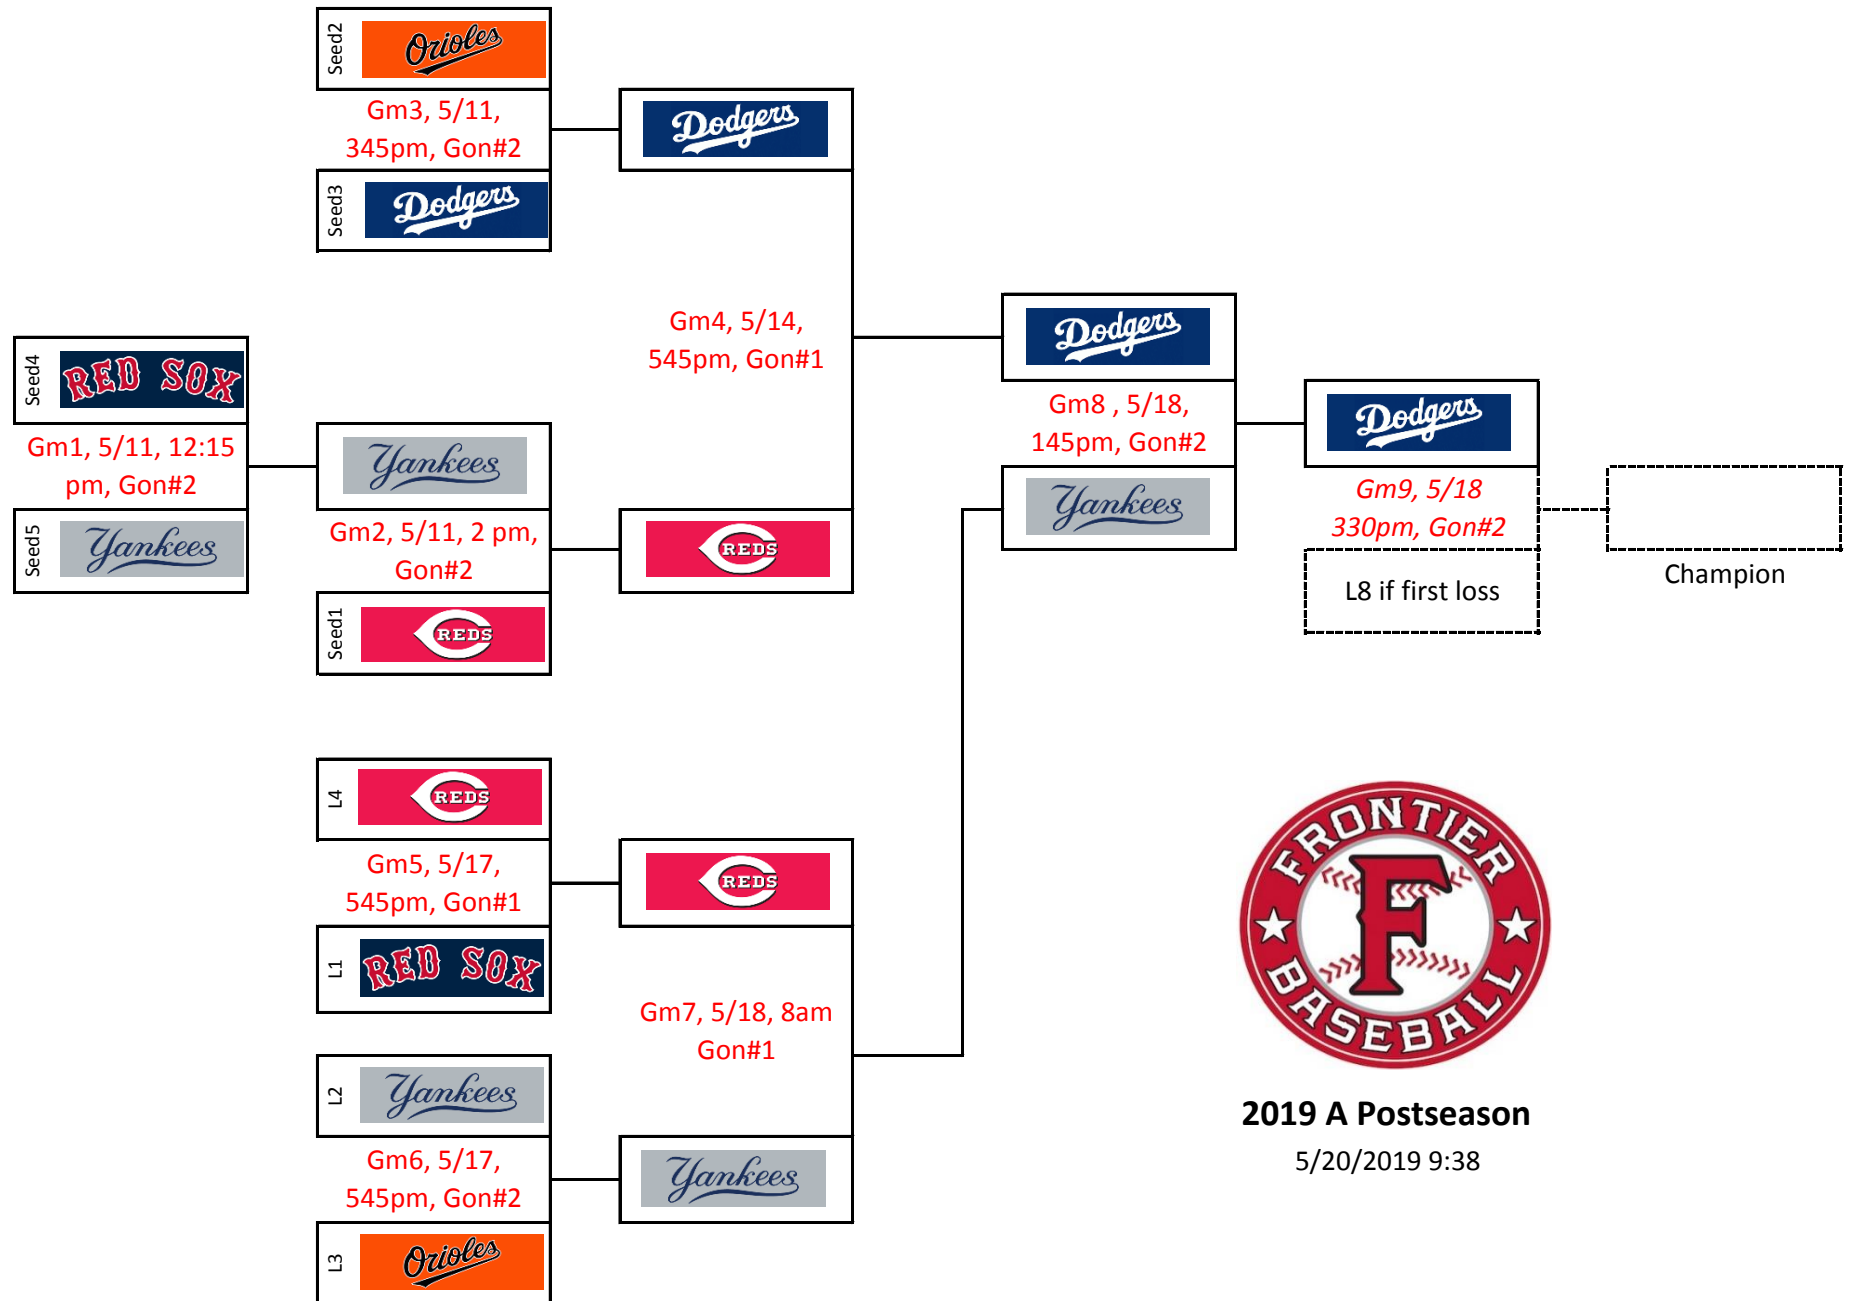 Seed2
Orioles
Gm3, 5/11,
345pm, Gon#2
Seed3
Dodgers
Dodgers
Gm4, 5/14,
545pm, Gon#1
Seed4
RED SOX
Gm1, 5/11, 12:15
pm, Gon#2
Seed5
Yankees
Yankees
Gm2, 5/11, 2 pm,
Gon#2
Seed1
REDS
REDS
Dodgers
Gm8 , 5/18,
145pm, Gon#2
Yankees
Dodgers
Gm9, 5/18
330pm, Gon#2
L8 if first loss
Champion
L4
REDS
Gm5, 5/17,
545pm, Gon#1
L1
RED SOX
REDS
Gm7, 5/18, 8am
Gon#1
L2
Yankees
Gm6, 5/17,
545pm, Gon#2
L3
Orioles
Yankees
FRONTIER
F
BASEBALL
2019 A Postseason
5/20/2019 9:38